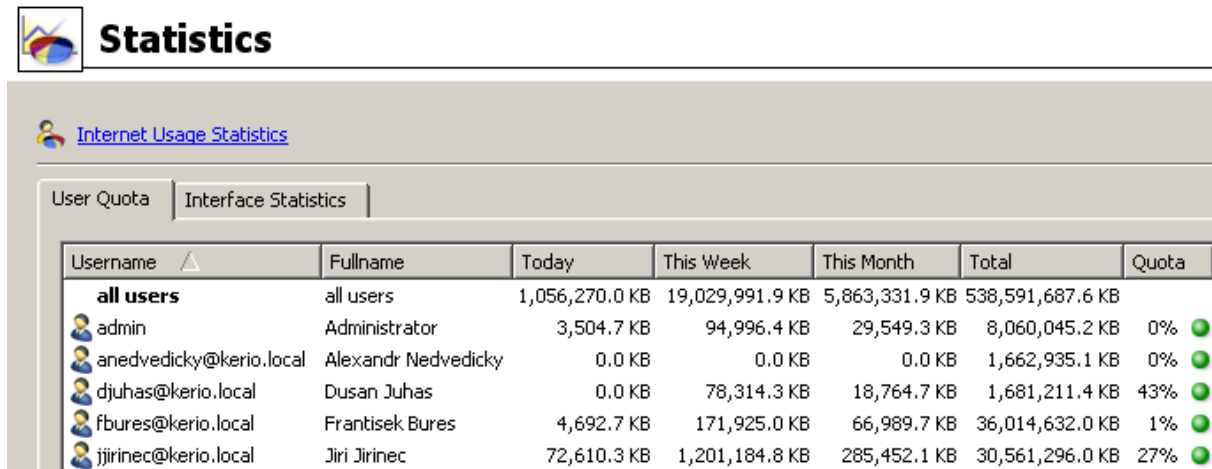 Statistics
Internet Usage Statistics
User Quota Interface Statistics
Username Fullname Today This Week This Month Total Quota
all users all users 1,056,270.0 KB 19,029,991.9 KB 5,863,331.9 KB 538,591,687.6 KB
admin Administrator 3,504.7 KB 94,996.4 KB 29,549.3 KB 8,060,045.2 KB 0%
anedvedicky@kerio.local Alexandr Nedvedicky 0.0 KB 0.0 KB 0.0 KB 1,662,935.1 KB 0%
djuhas@kerio.local Dusan Juhas 0.0 KB 78,314.3 KB 18,764.7 KB 1,681,211.4 KB 43%
fbures@kerio.local Frantisek Bures 4,692.7 KB 171,925.0 KB 66,989.7 KB 36,014,632.0 KB 1%
jjirinec@kerio.local Jiri Jirinec 72,610.3 KB 1,201,184.8 KB 285,452.1 KB 30,561,296.0 KB 27%